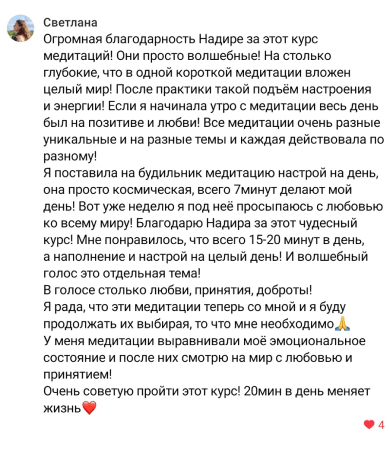 Светлана
Огромная благодарность Надире за этот курс
медитаций! Они просто волшебные! На столько
глубокие, что в одной короткой медитации вложен
целый мир! После практики такой подъём настроения
и энергии! Если я начинала утро с медитации весь день
был на позитиве и любви! Все медитации очень разные
уникальные и на разные темы и каждая действовала по
разному!
Я поставила на будильник медитацию настрой на день,
она просто космическая, всего 7минут делают мой
день! Вот уже неделю я под неё просыпаюсь с любовью
ко всему миру! Благодарю Надира за этот чудесный
курс! Мне понравилось, что всего 15-20 минут в день,
а наполнение и настрой на целый день! И волшебный
голос это отдельная тема!
В голосе столько любви, принятия, доброты!
Я рада, что эти медитации теперь со мной и я буду
продолжать их выбирая, то что мне необходимо🙏
У меня медитации выравнивали моё эмоциональное
состояние и после них смотрю на мир с любовью и
принятием!
Очень советую пройти этот курс! 20мин в день меняет
жизнь❤️
4